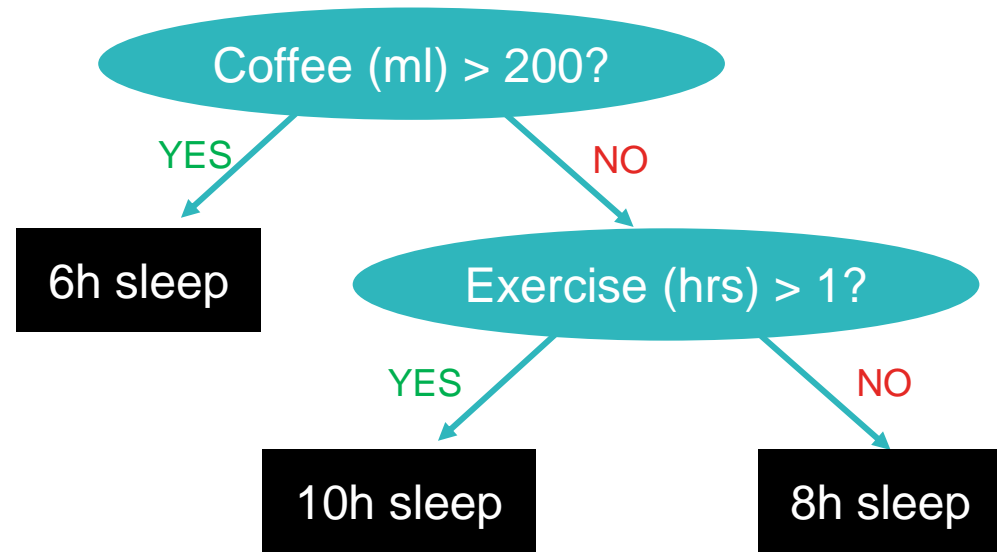 Coffee (ml) > 200?
YES
NO
6h sleep
Exercise (hrs) > 1?
YES
NO
10h sleep
8h sleep